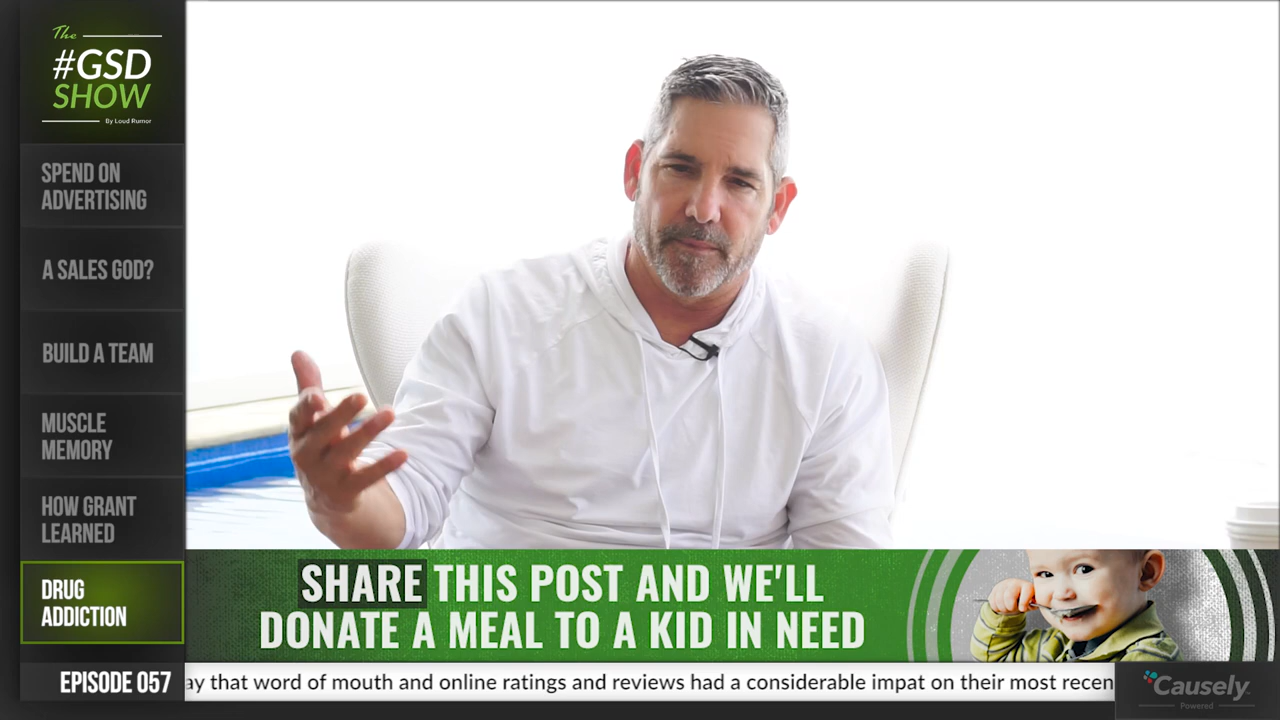 The
#GSD
SHOW
By Loud Rumor
SPEND ON
ADVERTISING
A SALES GOD?
BUILD A TEAM
MUSCLE
MEMORY
HOW GRANT
LEARNED
DRUG
ADDICTION
EPISODE 057
SHARE THIS POST AND WE'LL
DONATE A MEAL TO A KID IN NEED
ay that word of mouth and online ratings and reviews had a considerable impat on their most recen
Causely
Powered